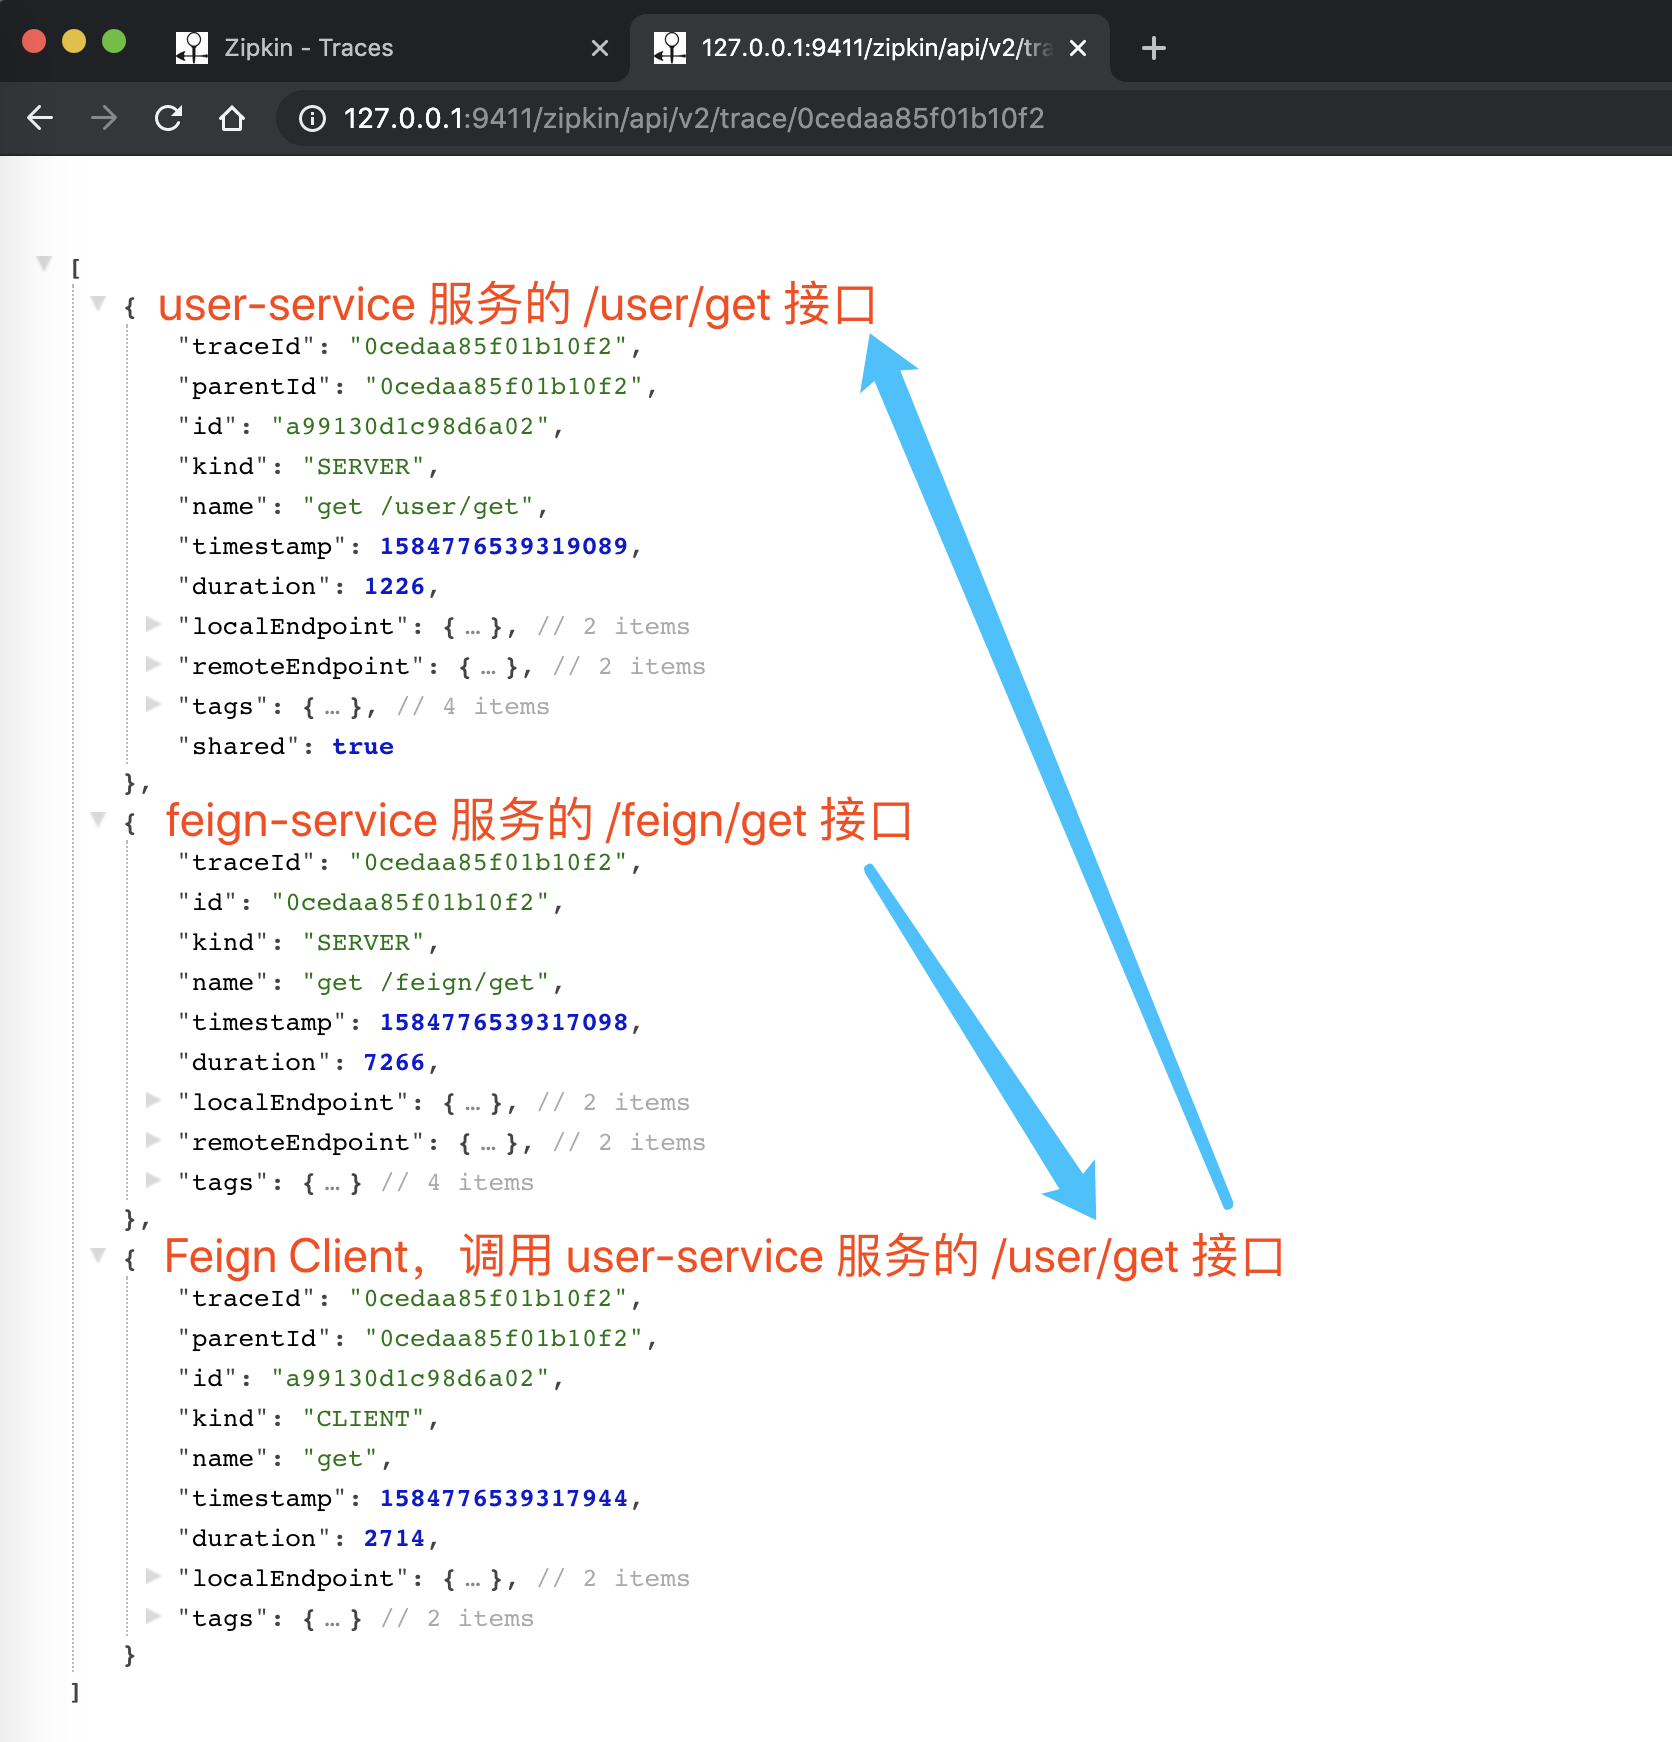 Zipkin - Traces
127.0.0.1:9411/zipkin/api/v2/tra
127.0.0.1:9411/zipkin/api/v2/trace/0cedaa85f01b10f2
[
{ user-service 服务的 /user/get 接口
"traceId": "0cedaa85f01b10f2",
"parentId": "0cedaa85f01b10f2",
"id": "a99130d1c98d6a02",
"kind": "SERVER",
"name": "get /user/get",
"timestamp": 1584776539319089,
"duration": 1226,
"localEndpoint": { … }, // 2 items
"remoteEndpoint": { … }, // 2 items
"tags": { … }, // 4 items
"shared": true
},
{ feign-service 服务的 /feign/get 接口
"traceId": "0cedaa85f01b10f2",
"id": "0cedaa85f01b10f2",
"kind": "SERVER",
"name": "get /feign/get",
"timestamp": 1584776539317098,
"duration": 7266,
"localEndpoint": { … }, // 2 items
"remoteEndpoint": { … }, // 2 items
"tags": { … } // 4 items
},
{ Feign Client，调用 user-service 服务的 /user/get 接口
"traceId": "0cedaa85f01b10f2",
"parentId": "0cedaa85f01b10f2",
"id": "a99130d1c98d6a02",
"kind": "CLIENT",
"name": "get",
"timestamp": 1584776539317944,
"duration": 2714,
"localEndpoint": { … }, // 2 items
"tags": { … } // 2 items
}
]